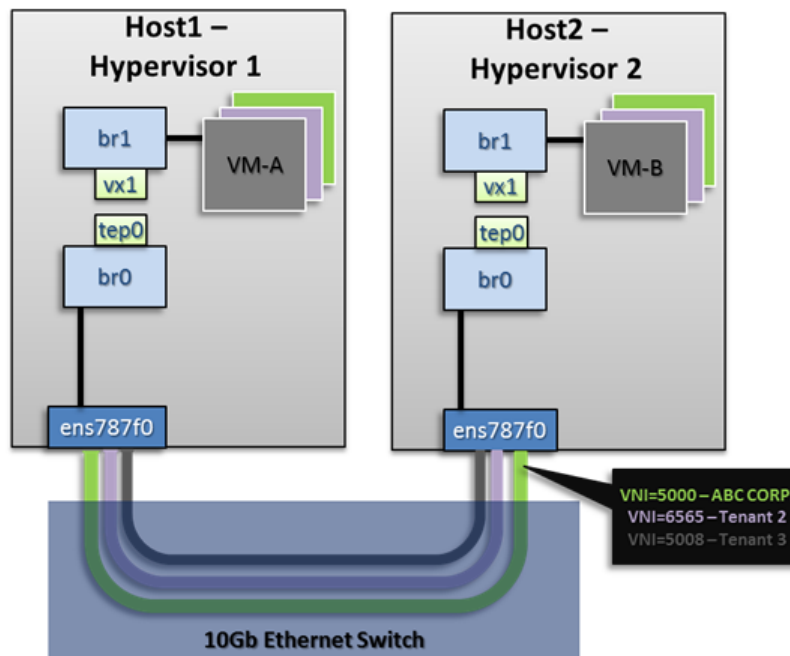 Host1 –
Hypervisor 1
br1
VM-A
vx1
tep0
br0
ens787f0
Host2 –
Hypervisor 2
br1
VM-B
vx1
tep0
br0
ens787f0
VNI=5000 – ABC CORP
VNI=6565 – Tenant 2
VNI=5008 – Tenant 3
10Gb Ethernet Switch